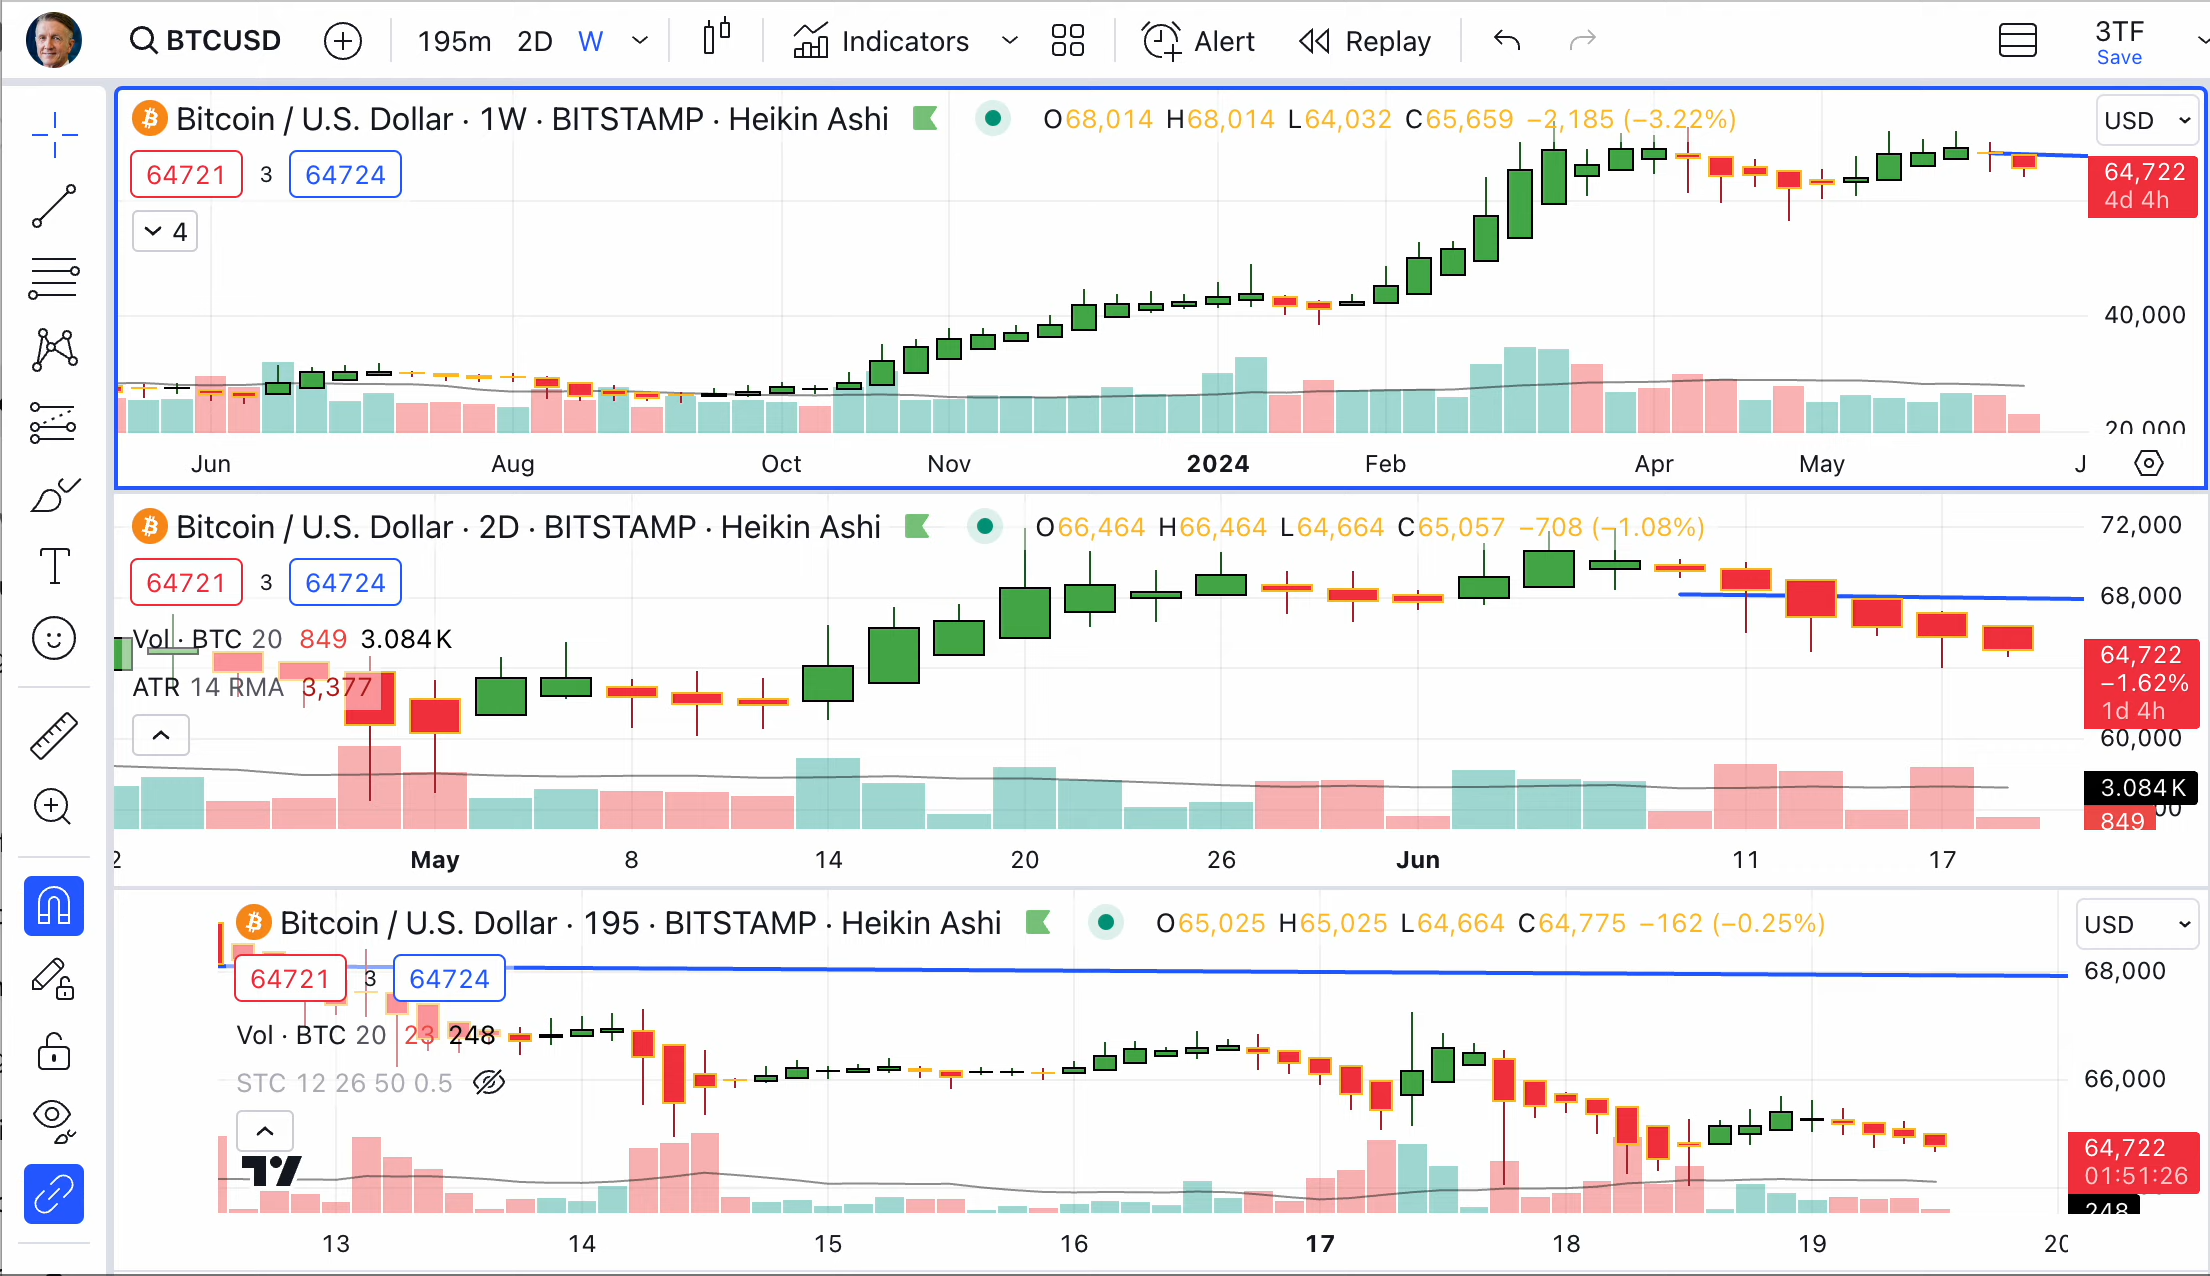 BTCUSD 195m 2D W Indicators Alert Replay 3TF
Save
Bitcoin / U.S. Dollar · 1W · BITSTAMP · Heikin Ashi O68,014 H68,014 L64,032 C65,659 −2,185 (−3.22%) USD
64721 3 64724
64,722
4d 4h
4
40,000
20,000
Jun Aug Oct Nov 2024 Feb Apr May J
Bitcoin / U.S. Dollar · 2D · BITSTAMP · Heikin Ashi O66,464 H66,464 L64,664 C65,057 −708 (−1.08%)
72,000
64721 3 64724
68,000
Vol · BTC 20 849 3.084K
64,722
−1.62%
1d 4h
ATR 14 RMA 3,377
60,000
3.084K
849
2 May 8 14 20 26 Jun 11 17
Bitcoin / U.S. Dollar · 195 · BITSTAMP · Heikin Ashi O65,025 H65,025 L64,664 C64,775 −162 (−0.25%) USD
64721 3 64724
68,000
Vol · BTC 20 23 248
STC 12 26 50 0.5
66,000
64,722
01:51:26
248
13 14 15 16 17 18 19 20